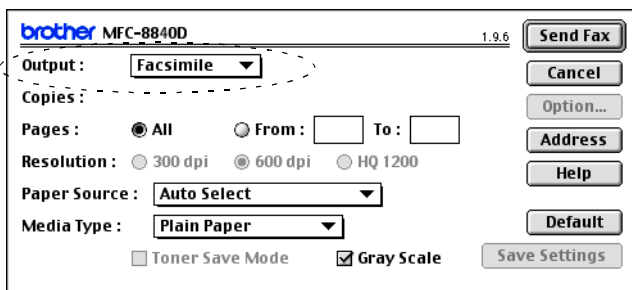 brother MFC-8840D 1.9.6 Send Fax
Output : Facsimile Cancel
Copies : Option...
Pages : All From : To : Address
Resolution : 300 dpi 600 dpi HQ 1200 Help
Paper Source : Auto Select
Media Type : Plain Paper Default
Toner Save Mode Gray Scale Save Settings